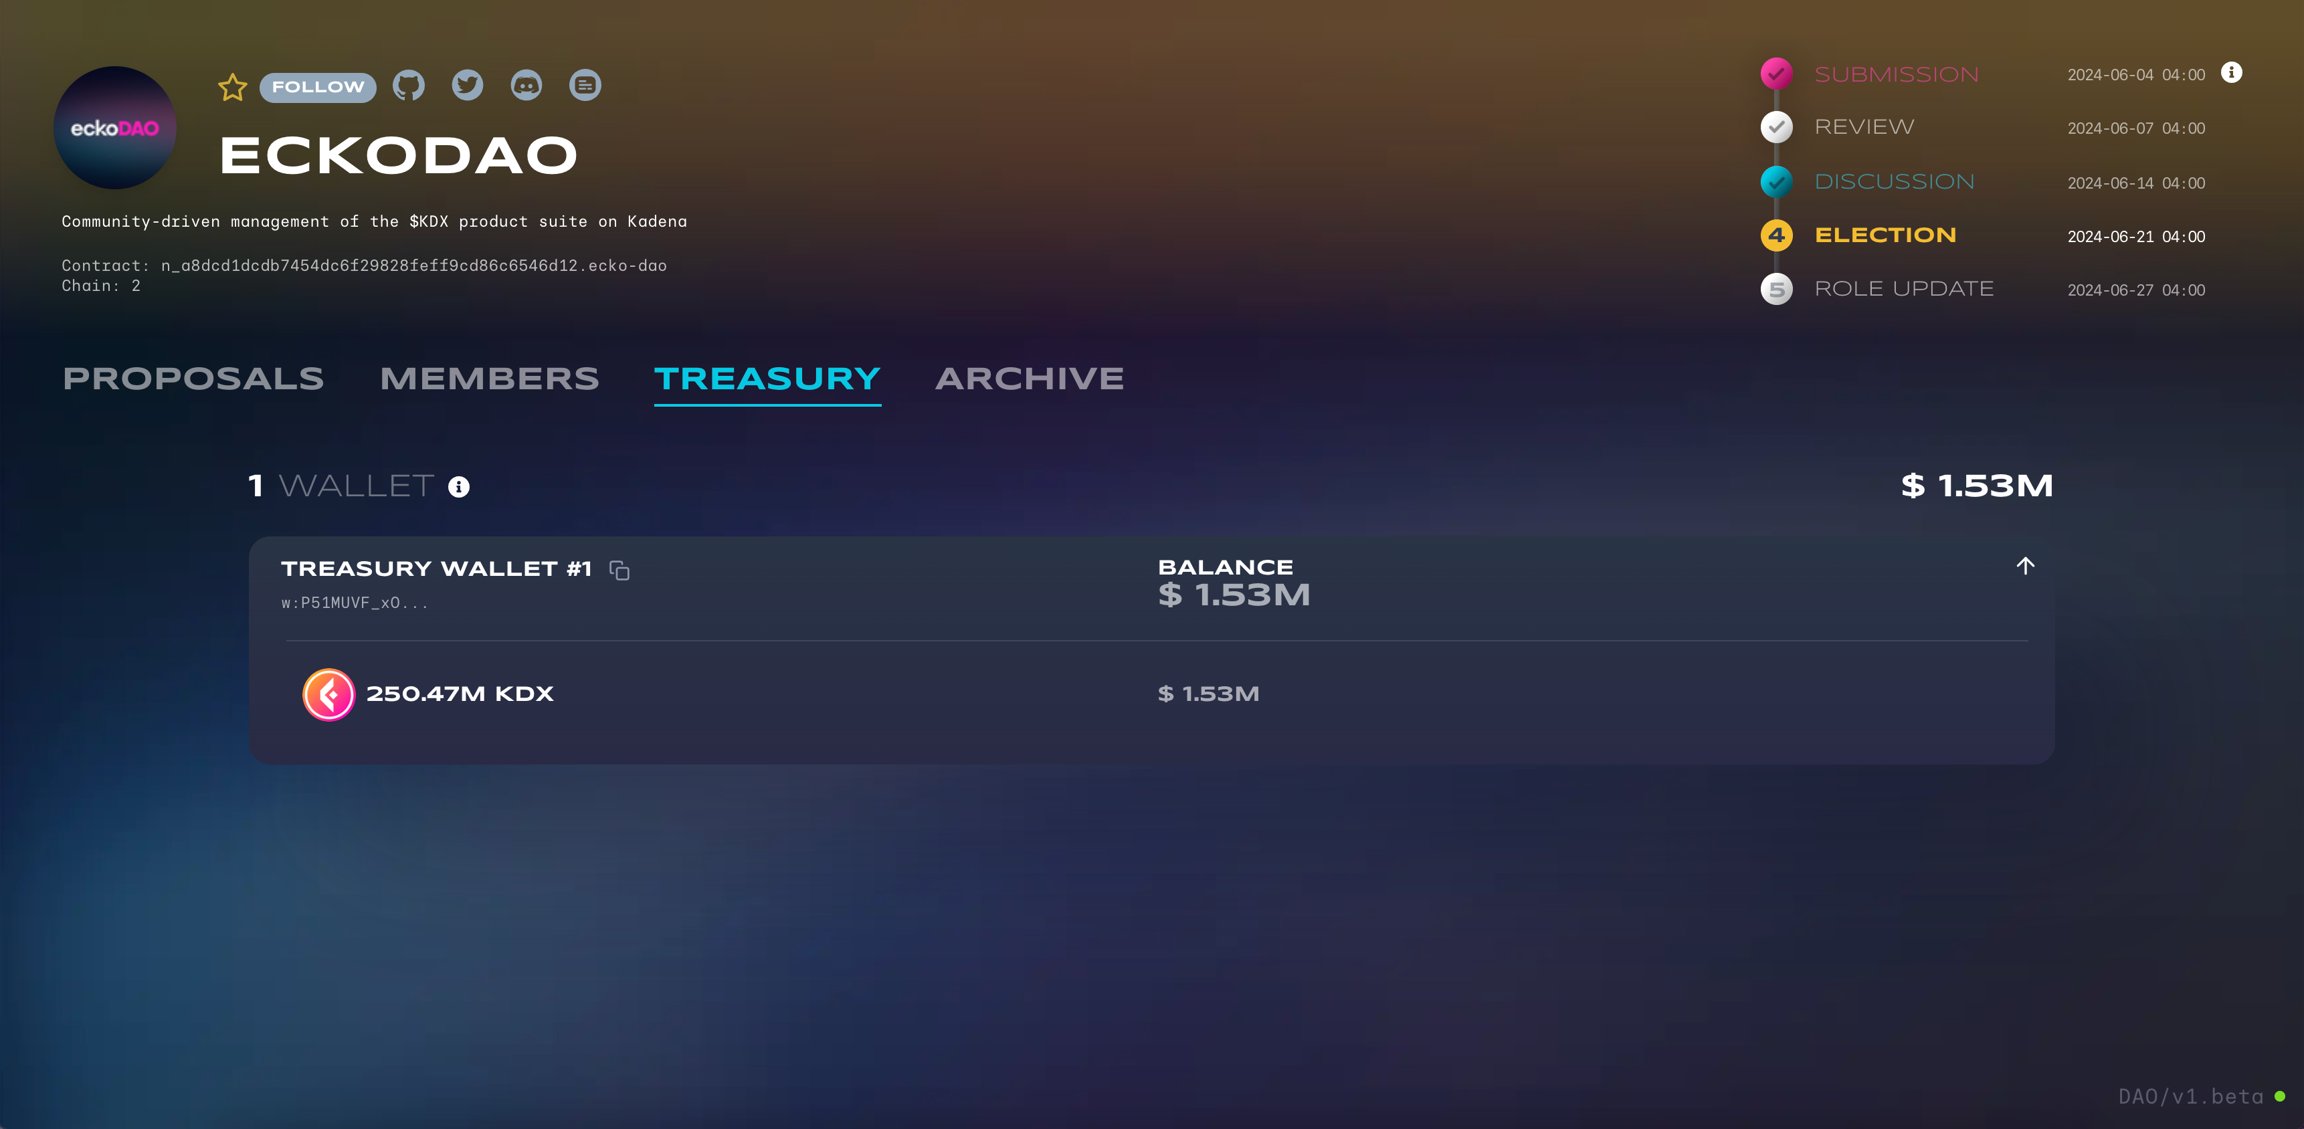 eckoDAO
FOLLOW
ECKODAO
Community-driven management of the $KDX product suite on Kadena
Contract: n_a8dcd1dcdb7454dc6f29828feff9cd86c6546d12.ecko-dao
Chain: 2
SUBMISSION 2024-06-04 04:00
REVIEW 2024-06-07 04:00
DISCUSSION 2024-06-14 04:00
4 ELECTION 2024-06-21 04:00
5 ROLE UPDATE 2024-06-27 04:00
PROPOSALS MEMBERS TREASURY ARCHIVE
1 WALLET $ 1.53M
TREASURY WALLET #1 BALANCE
w:P51MUVF_xO... $ 1.53M
250.47M KDX $ 1.53M
DAO/v1.beta